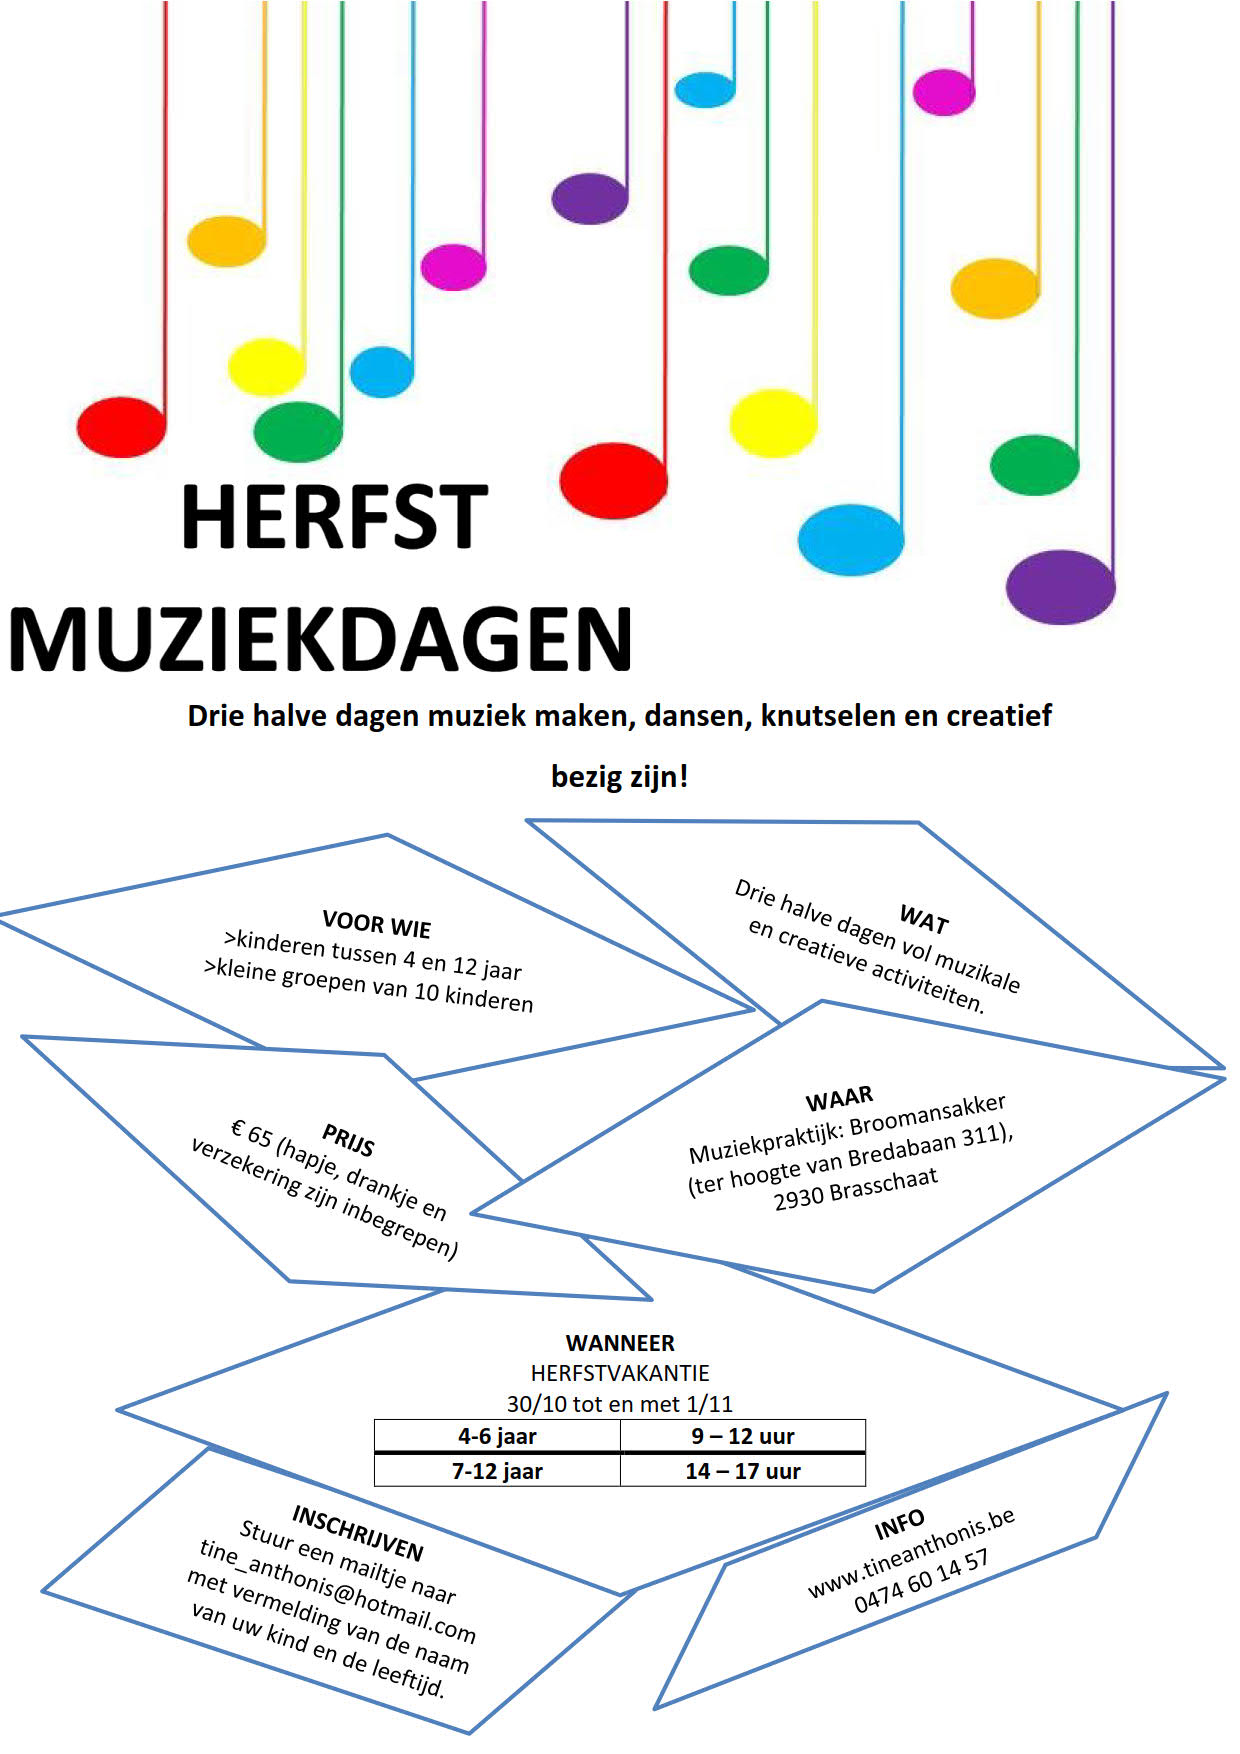 HERFST
MUZIEKDAGEN
Drie halve dagen muziek maken, dansen, knutselen en creatief
bezig zijn!
VOOR WIE
>kinderen tussen 4 en 12 jaar
>kleine groepen van 10 kinderen
WAT
Drie halve dagen vol muzikale
en creatieve activiteiten.
PRIJS
€ 65 (hapje, drankje en
verzekering zijn inbegrepen)
WAAR
Muziekpraktijk: Broomansakker
(ter hoogte van Bredabaan 311),
2930 Brasschaat
WANNEER
HERFSTVAKANTIE
30/10 tot en met 1/11
4-6 jaar 9 – 12 uur
7-12 jaar 14 – 17 uur
INSCHRIJVEN
Stuur een mailtje naar
tine_anthonis@hotmail.com
met vermelding van de naam
van uw kind en de leeftijd.
INFO
www.tineanthonis.be
0474 60 14 57